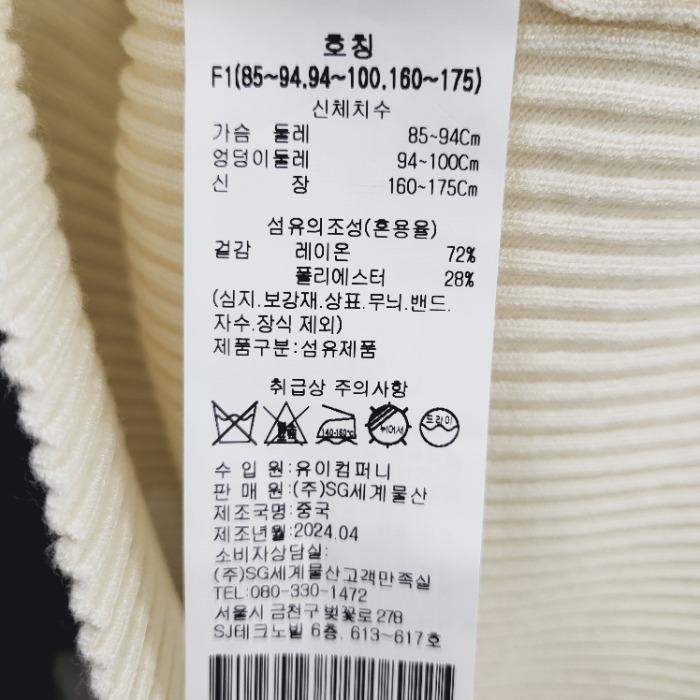 호칭
F1(85~94.94~100.160~175)
신체치수
가슴 둘레 85~94Cm
엉덩이둘레 94~100Cm
신 장 160~175Cm
섬유의조성(혼용율)
겉감 레이온 72%
폴리에스터 28%
(심지.보강재.상표.무늬.밴드.
자수.장식 제외)
제품구분:섬유제품
취급상 주의사항
140~160℃ 뉘어서 드라이
수 입 원:유이컴퍼니
판 매 원:(주)SG세계물산
제조국명:중국
제조년월:2024.04
소비자상담실:
(주)SG세계물산고객만족실
TEL:080-330-1472
서울시 금천구 벚꽃로 278
SJ테크노빌 6층. 613~617호